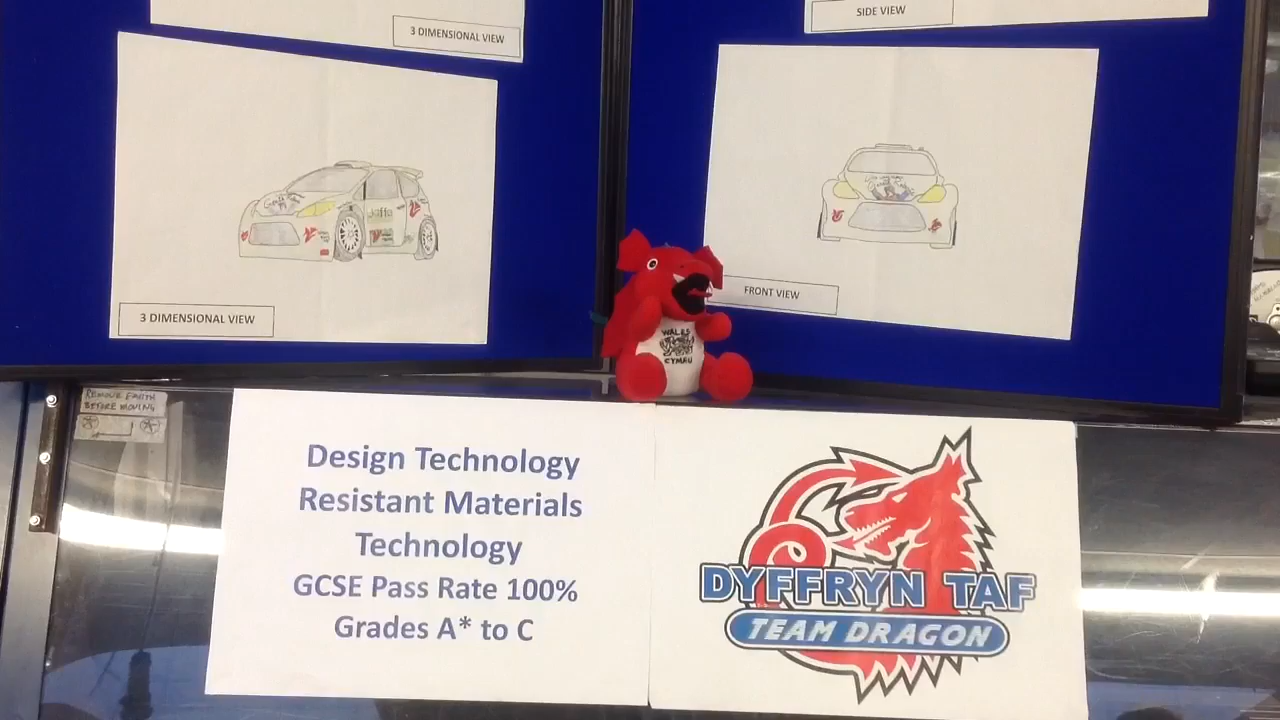 3 DIMENSIONAL VIEW
SIDE VIEW
Jaffa
3 DIMENSIONAL VIEW
FRONT VIEW
WALES
CYMRU
REMOVE EARTH
BEFORE MOVING
Design Technology
Resistant Materials
Technology
GCSE Pass Rate 100%
Grades A* to C
DYFFRYN TAF
TEAM DRAGON